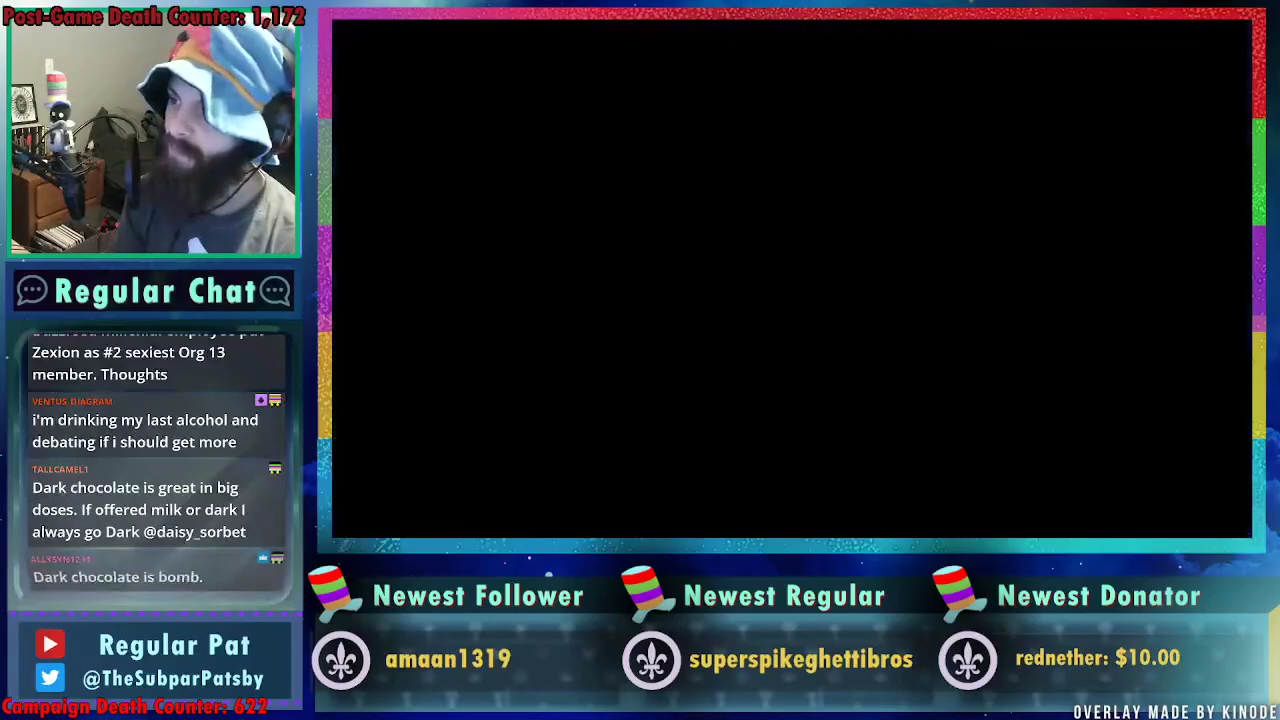 Post-Game Death Counter: 1,172
Regular Chat
Zexion as #2 sexiest Org 13
member. Thoughts
VENTUS_DIAGRAM
i'm drinking my last alcohol and
debating if i should get more
TALLCAMEL1
Dark chocolate is great in big
doses. If offered milk or dark I
always go Dark @daisy_sorbet
Dark chocolate is bomb.
Regular Pat
@TheSubparPatsby
Campaign Death Counter: 622
Newest Follower
amaan1319
Newest Regular
superspikeghettibros
Newest Donator
rednether: $10.00
OVERLAY MADE BY KINODE